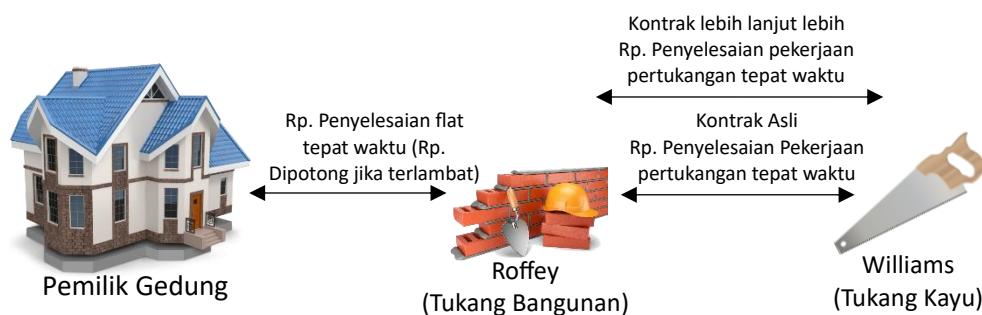 Kontrak lebih lanjut lebih
Rp. Penyelesaian pekerjaan
pertukangan tepat waktu
Rp. Penyelesaian flat
tepat waktu (Rp.
Dipotong jika terlambat)
Kontrak Asli
Rp. Penyelesaian Pekerjaan
pertukangan tepat waktu
Pemilik Gedung
Roffey
(Tukang Bangunan)
Williams
(Tukang Kayu)